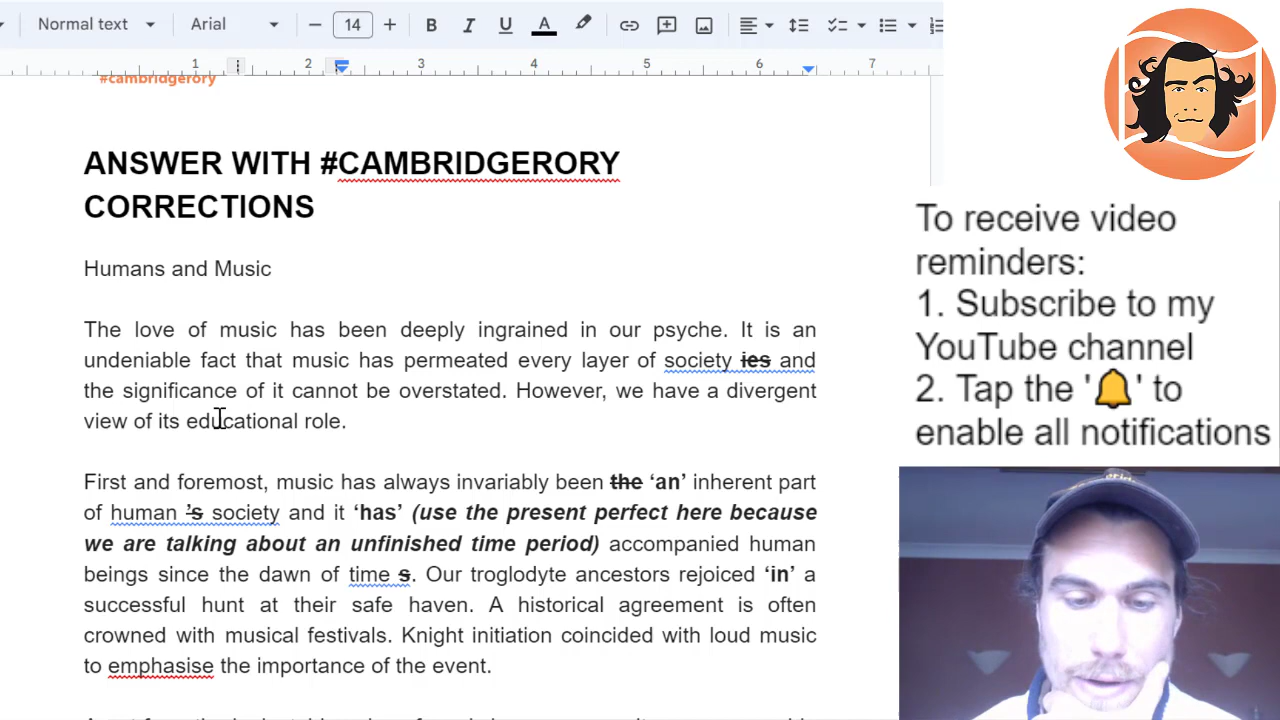 Normal text
Arial
14
B I U A
1 2 3 4 5 6 7
#cambridgerory
ANSWER WITH #CAMBRIDGERORY
CORRECTIONS
Humans and Music
The love of music has been deeply ingrained in our psyche. It is an
undeniable fact that music has permeated every layer of society ies and
the significance of it cannot be overstated. However, we have a divergent
view of its educational role.
First and foremost, music has always invariably been the ‘an’ inherent part
of human ’s society and it ‘has’ (use the present perfect here because
we are talking about an unfinished time period) accompanied human
beings since the dawn of time s. Our troglodyte ancestors rejoiced ‘in’ a
successful hunt at their safe haven. A historical agreement is often
crowned with musical festivals. Knight initiation coincided with loud music
to emphasise the importance of the event.
To receive video
reminders:
1. Subscribe to my
YouTube channel
2. Tap the '🔔' to
enable all notifications